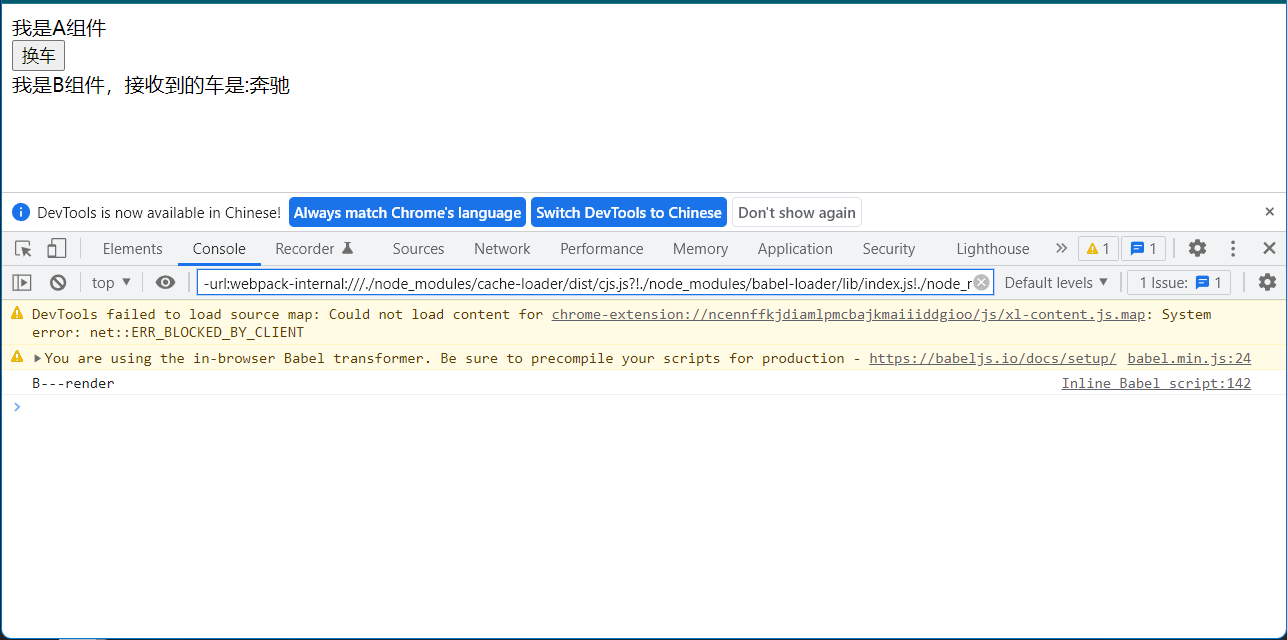 我是A组件
换车
我是B组件，接收到的车是:奔驰
DevTools is now available in Chinese! Always match Chrome's language Switch DevTools to Chinese Don't show again
Elements Console Recorder Sources Network Performance Memory Application Security Lighthouse 1 1
top -url:webpack-internal:///./node_modules/cache-loader/dist/cjs.js?!./node_modules/babel-loader/lib/index.js!./node_r Default levels 1 Issue: 1
DevTools failed to load source map: Could not load content for chrome-extension://ncennffkjdiamlpmcbajkmaiiiddgioo/js/xl-content.js.map: System
error: net::ERR_BLOCKED_BY_CLIENT
You are using the in-browser Babel transformer. Be sure to precompile your scripts for production - https://babeljs.io/docs/setup/ babel.min.js:24
B---render Inline Babel script:142